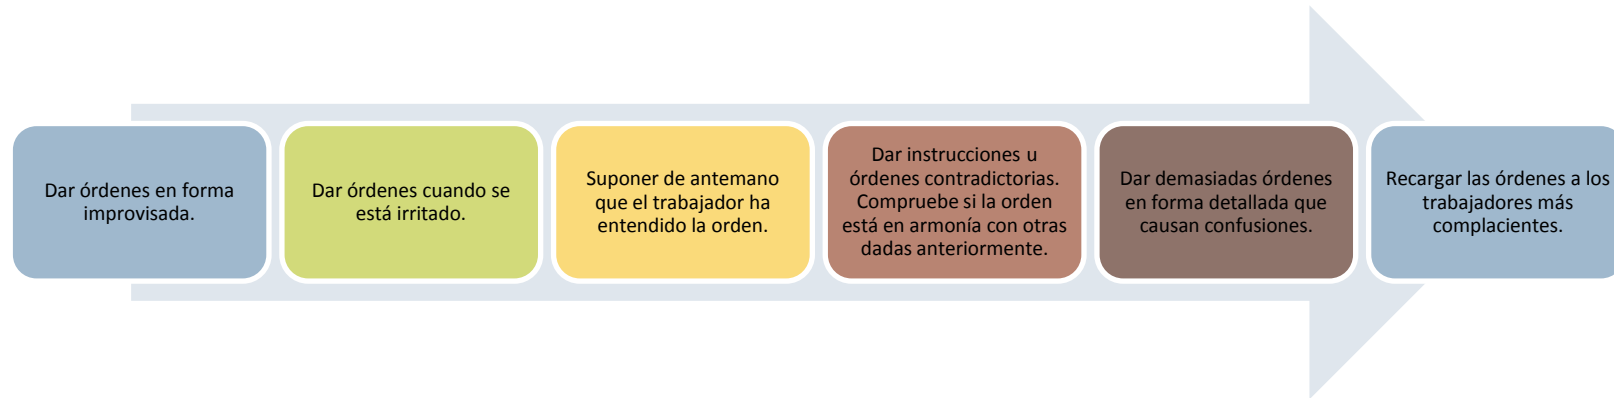 Dar órdenes en forma
improvisada.
Dar órdenes cuando se
está irritado.
Suponer de antemano
que el trabajador ha
entendido la orden.
Dar instrucciones u
órdenes contradictorias.
Compruebe si la orden
está en armonía con otras
dadas anteriormente.
Dar demasiadas órdenes
en forma detallada que
causan confusiones.
Recargar las órdenes a los
trabajadores más
complacientes.